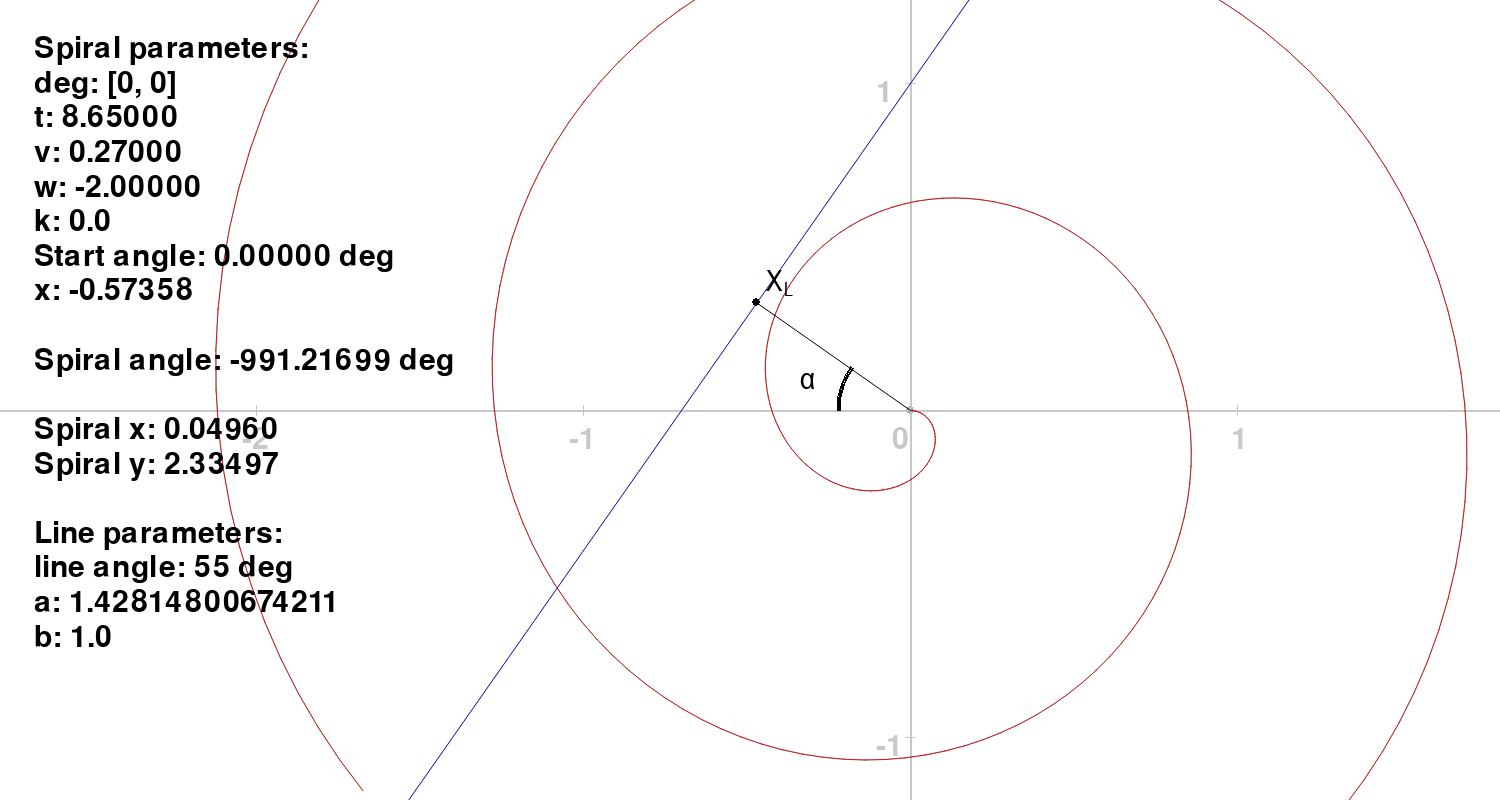 Spiral parameters:
deg: [0, 0]
t: 8.65000
v: 0.27000
w: -2.00000
k: 0.0
Start angle: 0.00000 deg
x: -0.57358
Spiral angle: -991.21699 deg
Spiral x: 0.04960
Spiral y: 2.33497
Line parameters:
line angle: 55 deg
a: 1.42814800674211
b: 1.0
1
X_L
α
-2
-1
0
1
-1